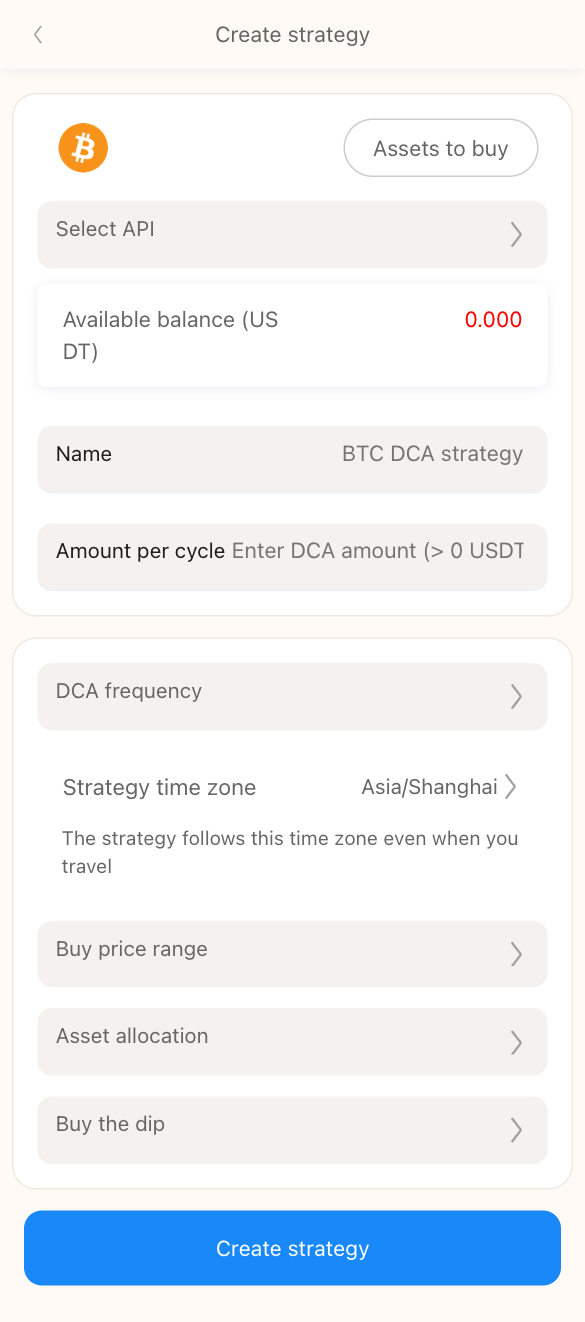 Create strategy
Assets to buy
Select API
Available balance (US
DT)
0.000
Name BTC DCA strategy
Amount per cycle Enter DCA amount (> 0 USDT
DCA frequency
Strategy time zone Asia/Shanghai
The strategy follows this time zone even when you
travel
Buy price range
Asset allocation
Buy the dip
Create strategy